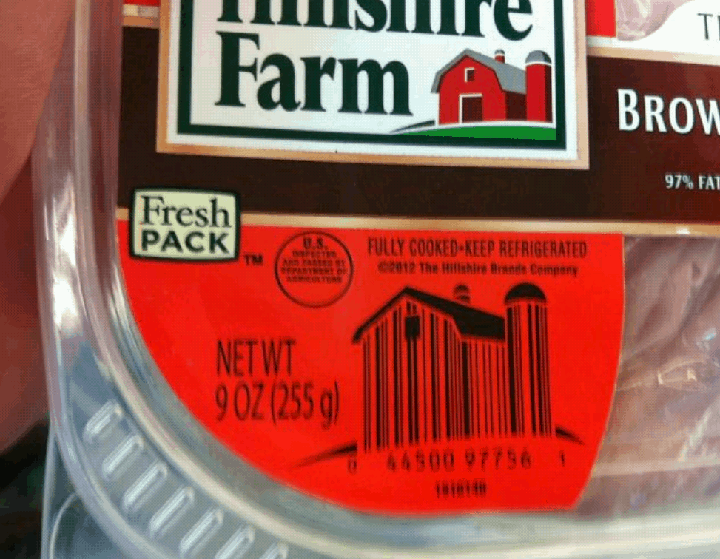 Hillshire
Farm
BROW
97% FAT
Fresh
PACK
TM
U.S.
INSPECTED
AND PASSED BY
DEPARTMENT OF
AGRICULTURE
FULLY COOKED•KEEP REFRIGERATED
©2012 The Hillshire Brands Company
NET WT
9 OZ (255 g)
0 44500 97756 1